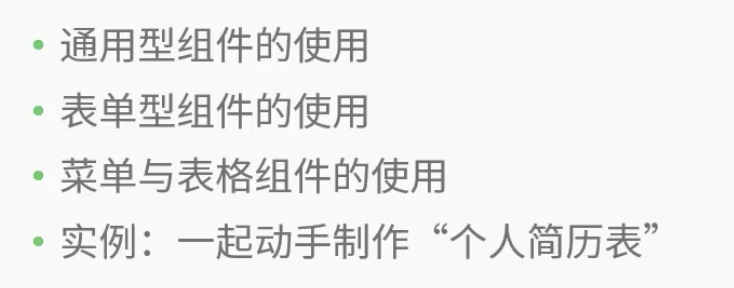 通用型组件的使用
表单型组件的使用
菜单与表格组件的使用
实例：一起动手制作“个人简历表”